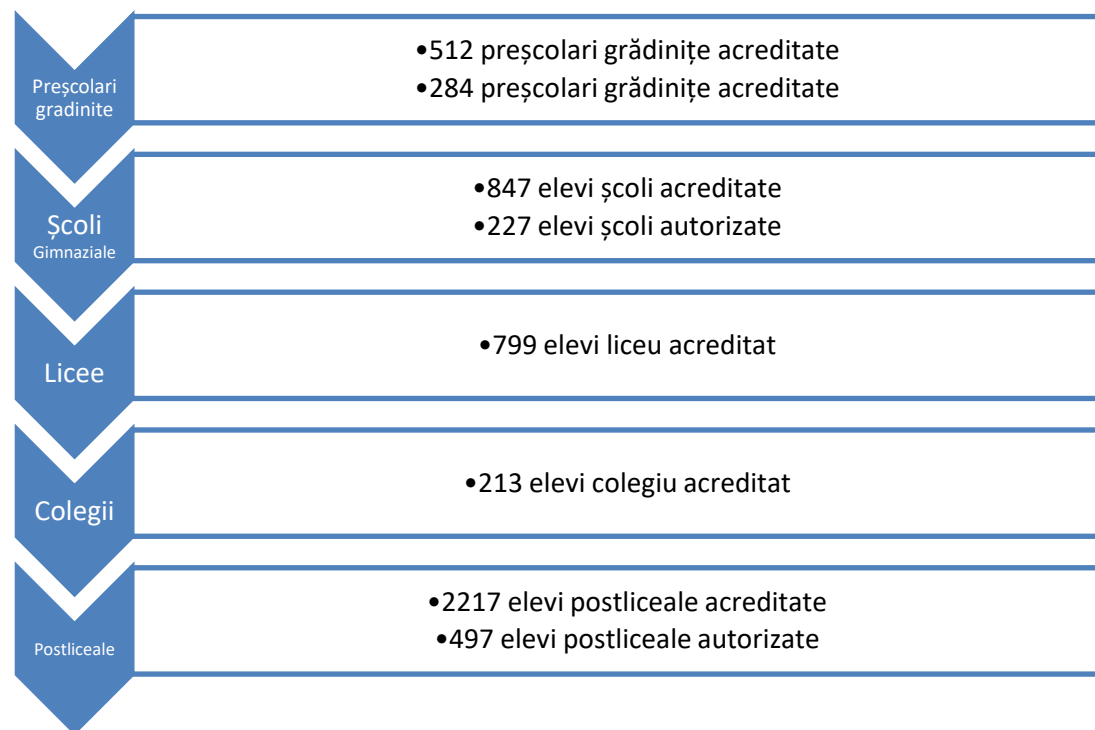 Preșcolari
gradinite
•512 preșcolari grădinițe acreditate
•284 preșcolari grădinițe acreditate
Școli
Gimnaziale
•847 elevi școli acreditate
•227 elevi școli autorizate
Licee
•799 elevi liceu acreditat
Colegii
•213 elevi colegiu acreditat
Postliceale
•2217 elevi postliceale acreditate
•497 elevi postliceale autorizate